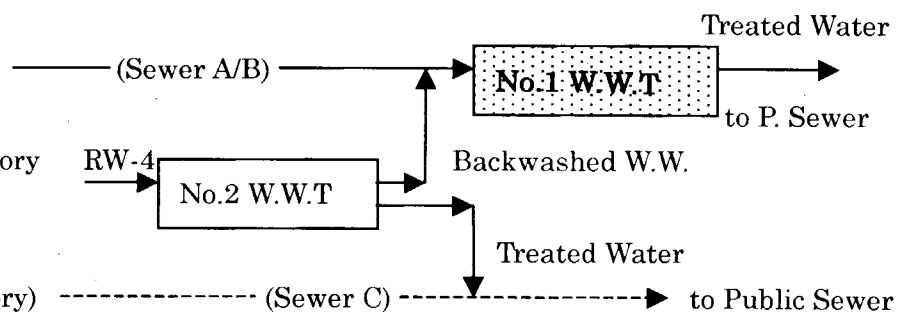 Treated Water
(Sewer A/B)
No.1 W.W.T
to P. Sewer
ory RW-4
Backwashed W.W.
No.2 W.W.T
Treated Water
ry) (Sewer C) to Public Sewer